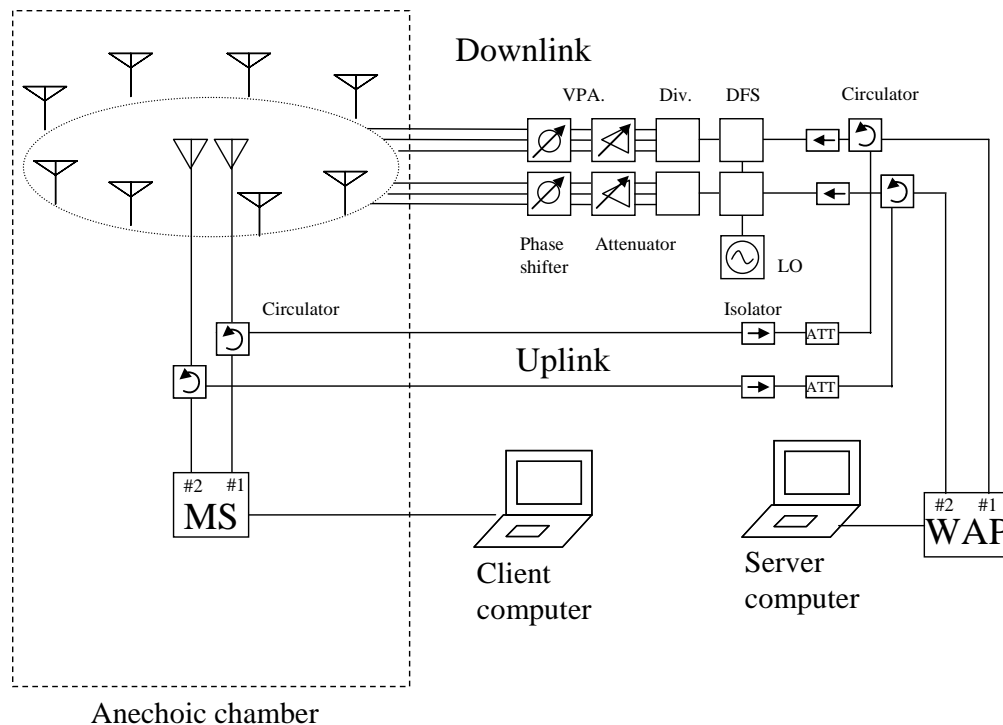 Downlink
VPA. Div. DFS Circulator
Phase
shifter
Attenuator
LO
Circulator
Isolator
ATT
Uplink
ATT
#2 #1
MS
#2 #1
WAP
Client
computer
Server
computer
Anechoic chamber